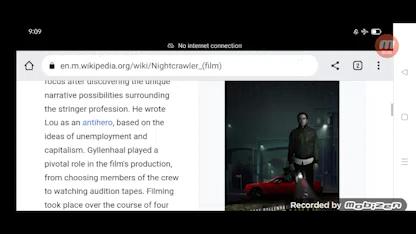 9:09
No internet connection
en.m.wikipedia.org/wiki/Nightcrawler_(film)
2
focus after discovering the unique
narrative possibilities surrounding
the stringer profession. He wrote
Lou as an antihero, based on the
ideas of unemployment and
capitalism. Gyllenhaal played a
pivotal role in the film's production,
from choosing members of the crew
to watching audition tapes. Filming
took place over the course of four
Recorded by Mobizen